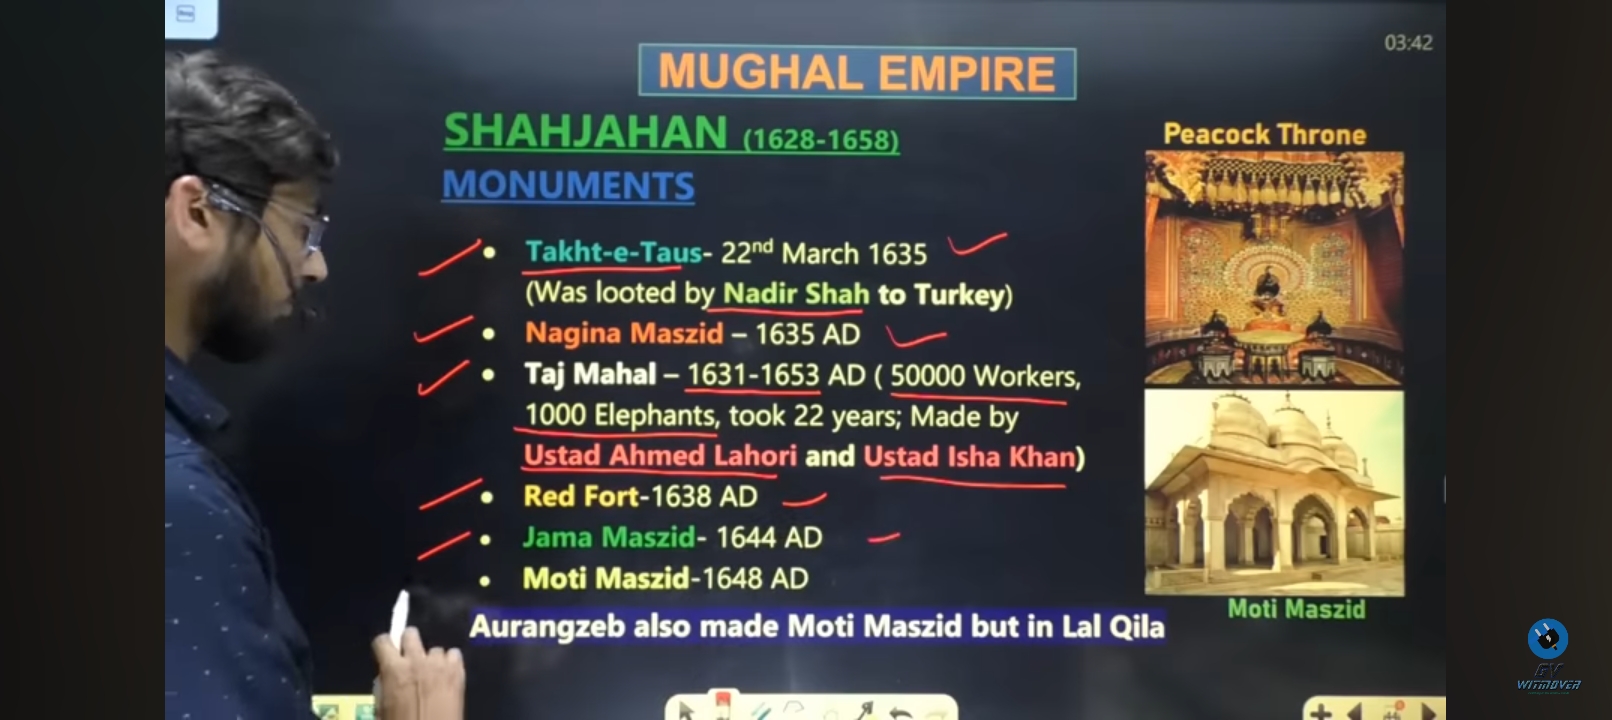 03:42
MUGHAL EMPIRE
SHAHJAHAN (1628-1658)
MONUMENTS
• Takht-e-Taus- 22nd March 1635
(Was looted by Nadir Shah to Turkey)
• Nagina Maszid – 1635 AD
• Taj Mahal – 1631-1653 AD ( 50000 Workers,
1000 Elephants, took 22 years; Made by
Ustad Ahmed Lahori and Ustad Isha Khan)
• Red Fort-1638 AD
• Jama Maszid- 1644 AD
• Moti Maszid-1648 AD
Aurangzeb also made Moti Maszid but in Lal Qila
Peacock Throne
Moti Maszid
WITMOVER